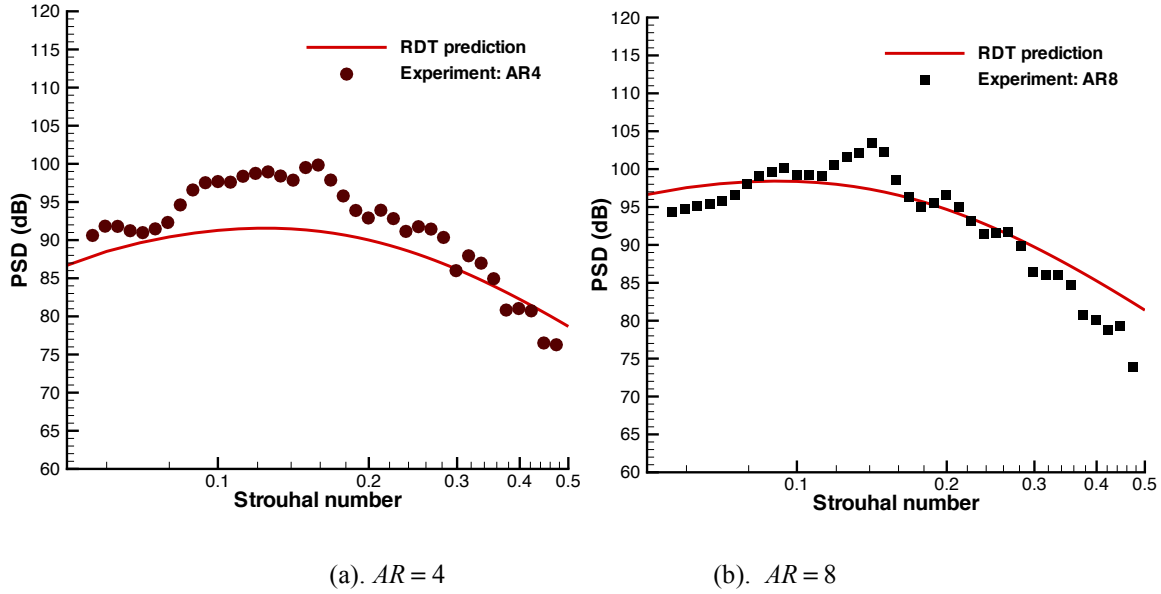 120
115
110
105
100
95
90
85
80
75
70
65
60
PSD (dB)
RDT prediction
Experiment: AR4
0.1 0.2 0.3 0.4 0.5
Strouhal number
120
115
110
105
100
95
90
85
80
75
70
65
60
PSD (dB)
RDT prediction
Experiment: AR8
0.1 0.2 0.3 0.4 0.5
Strouhal number
(a). AR = 4
(b). AR = 8